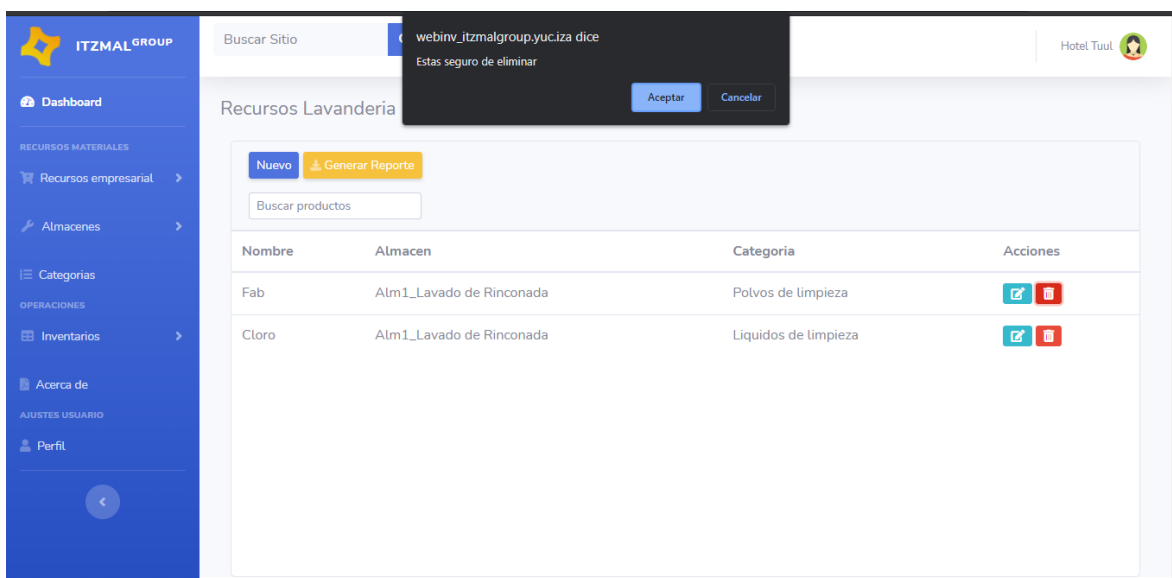 ITZMAL GROUP
Dashboard
RECURSOS MATERIALES
Recursos empresarial
Almacenes
Categorias
OPERACIONES
Inventarios
Acerca de
AJUSTES USUARIO
Perfil
Buscar Sitio
Hotel Tuul
webinv_itzmalgroup.yuc.iza dice
Estas seguro de eliminar
Aceptar Cancelar
Recursos Lavanderia
Nuevo Generar Reporte
Buscar productos
Nombre Almacen Categoria Acciones
Fab Alm1_Lavado de Rinconada Polvos de limpieza
Cloro Alm1_Lavado de Rinconada Liquidos de limpieza